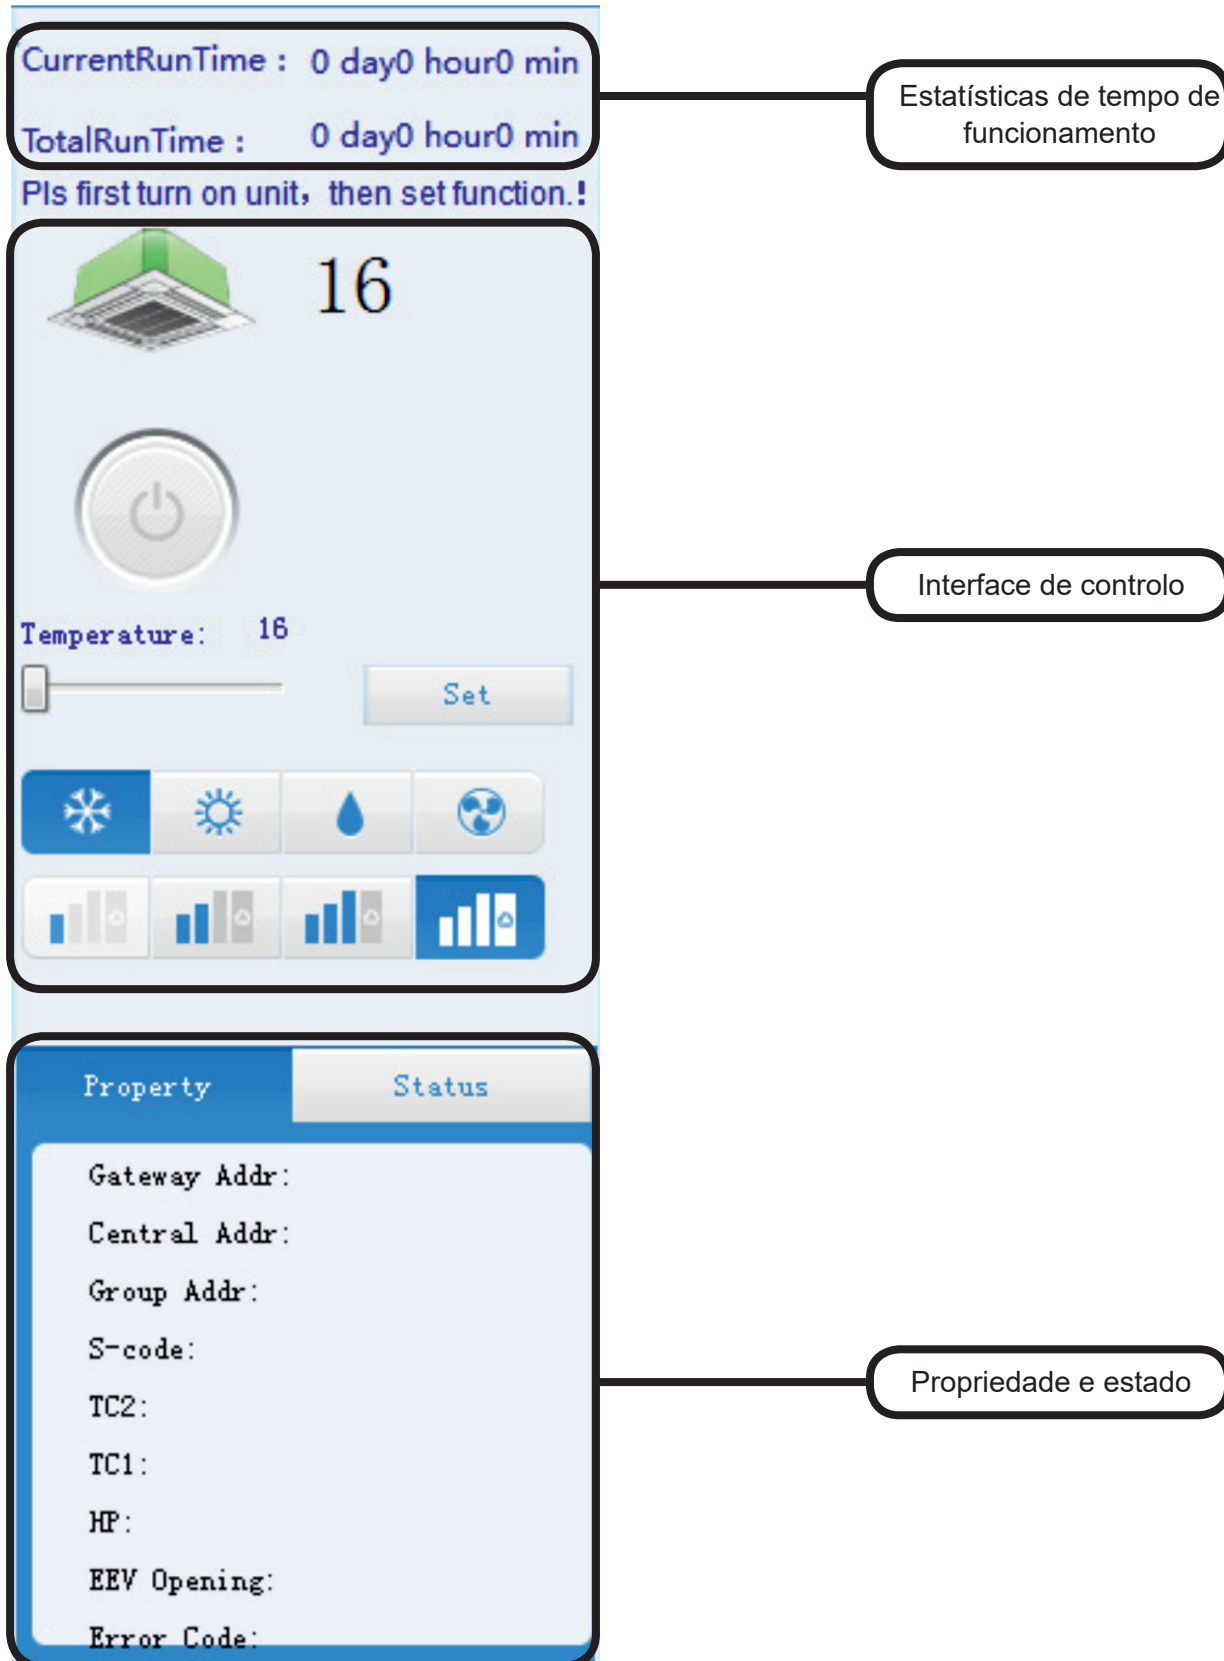 CurrentRunTime : 0 day0 hour0 min
TotalRunTime : 0 day0 hour0 min
Pls first turn on unit，then set function.!
16
Temperature: 16
Set
Property Status
Gateway Addr:
Central Addr:
Group Addr:
S-code:
TC2:
TC1:
HP:
EEV Opening:
Error Code:
Estatísticas de tempo de
funcionamento
Interface de controlo
Propriedade e estado